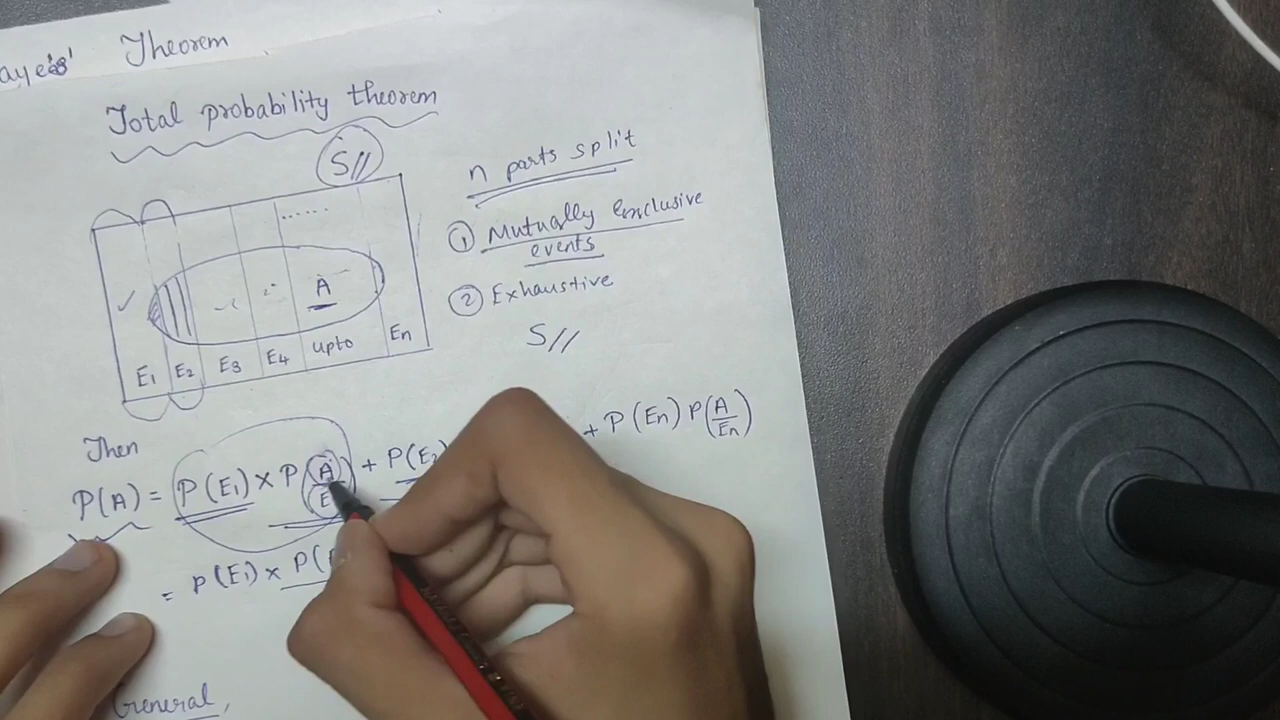 Theorem
Total probability theorem
S//
......
A
E1 E2 E3 E4 upto En
n parts split
① Mutually Exclusive
events
② Exhaustive
S//
Then
P(A) = P(E1) × P(A/E + P(E2 + P(En) P(A/En)
= P(E1) × P(
General,